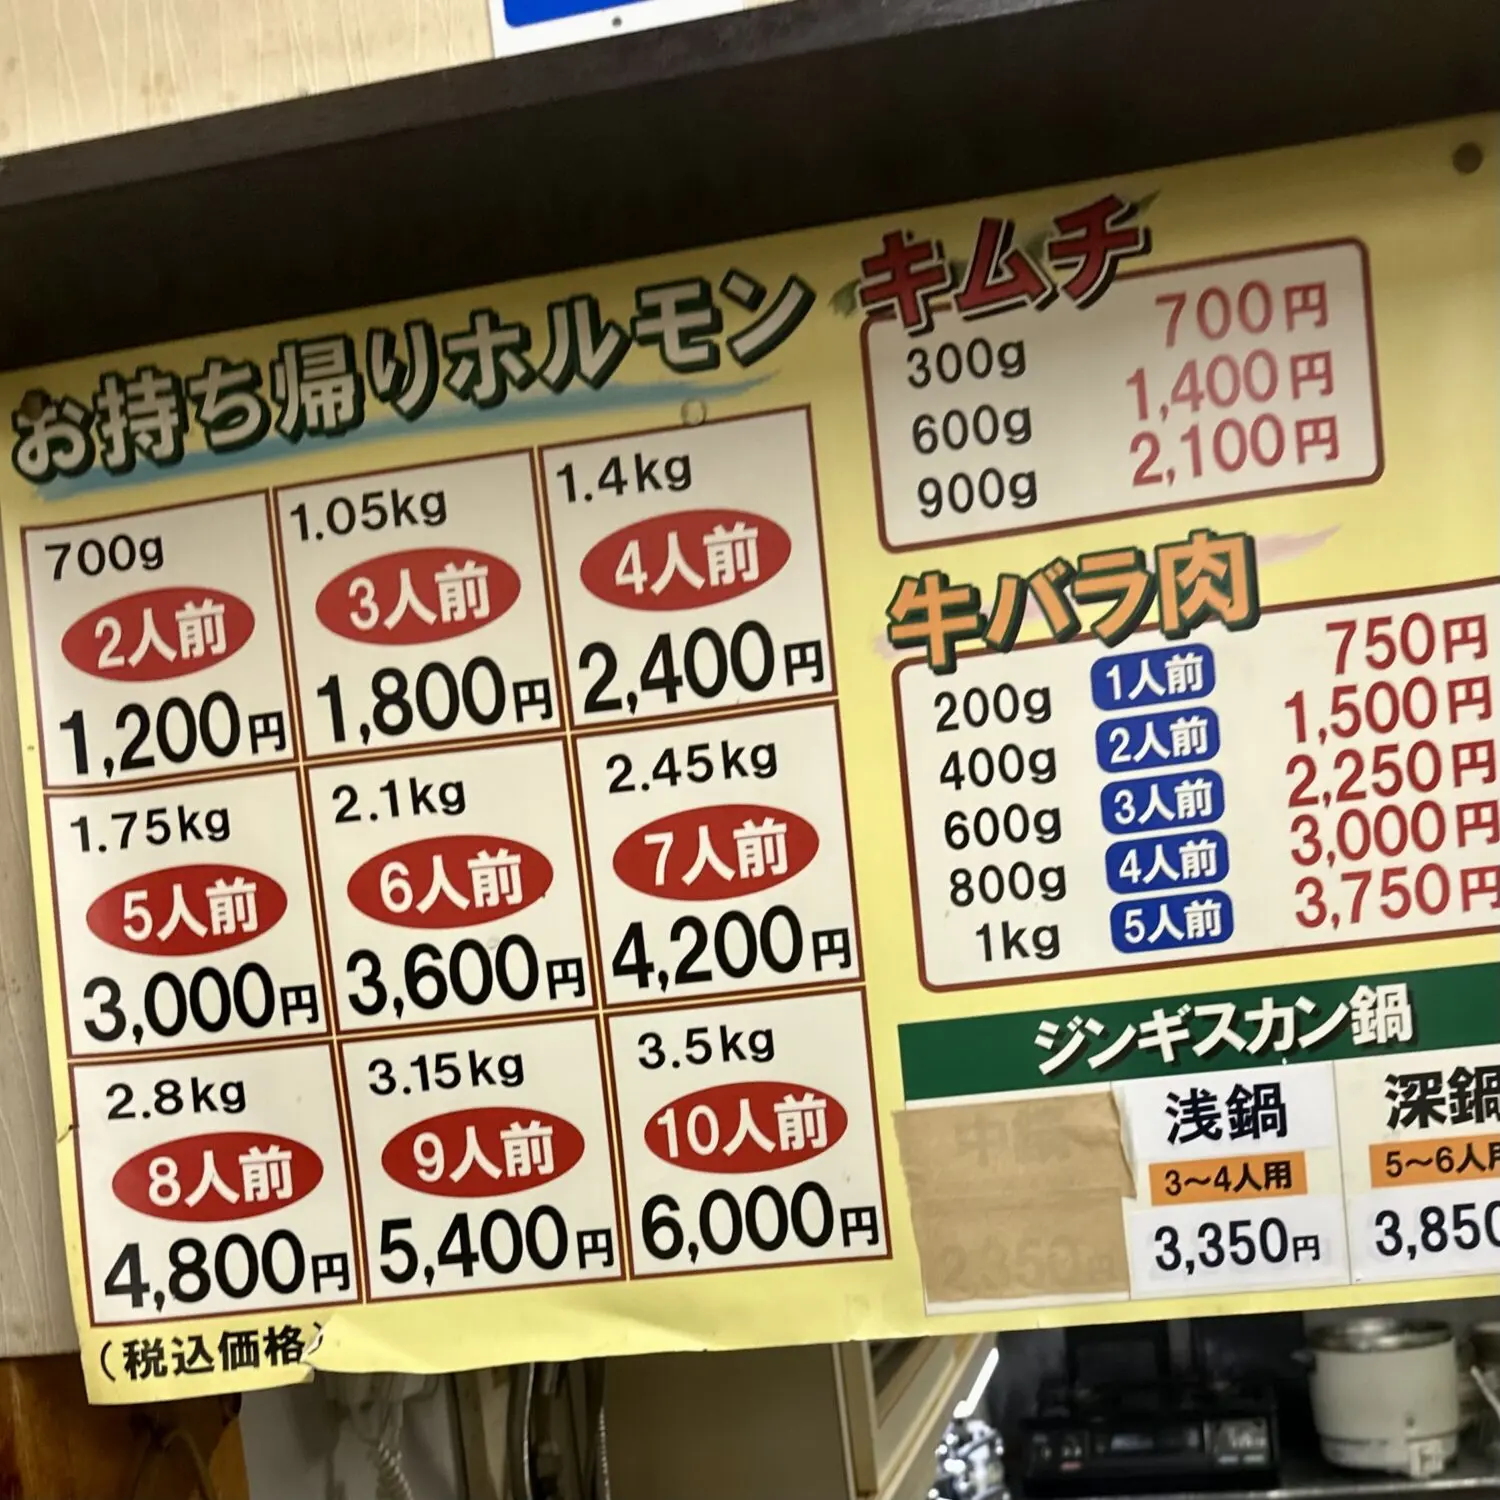 お持ち帰りホルモン
700g
2人前
1,200円
1.05kg
3人前
1,800円
1.4kg
4人前
2,400円
1.75kg
5人前
3,000円
2.1kg
6人前
3,600円
2.45kg
7人前
4,200円
2.8kg
8人前
4,800円
3.15kg
9人前
5,400円
3.5kg
10人前
6,000円
(税込価格)
キムチ
300g 700円
600g 1,400円
900g 2,100円
牛バラ肉
200g 1人前 750円
400g 2人前 1,500円
600g 3人前 2,250円
800g 4人前 3,000円
1kg 5人前 3,750円
ジンギスカン鍋
浅鍋
3〜4人用
3,350円
深鍋
5〜6人用
3,850